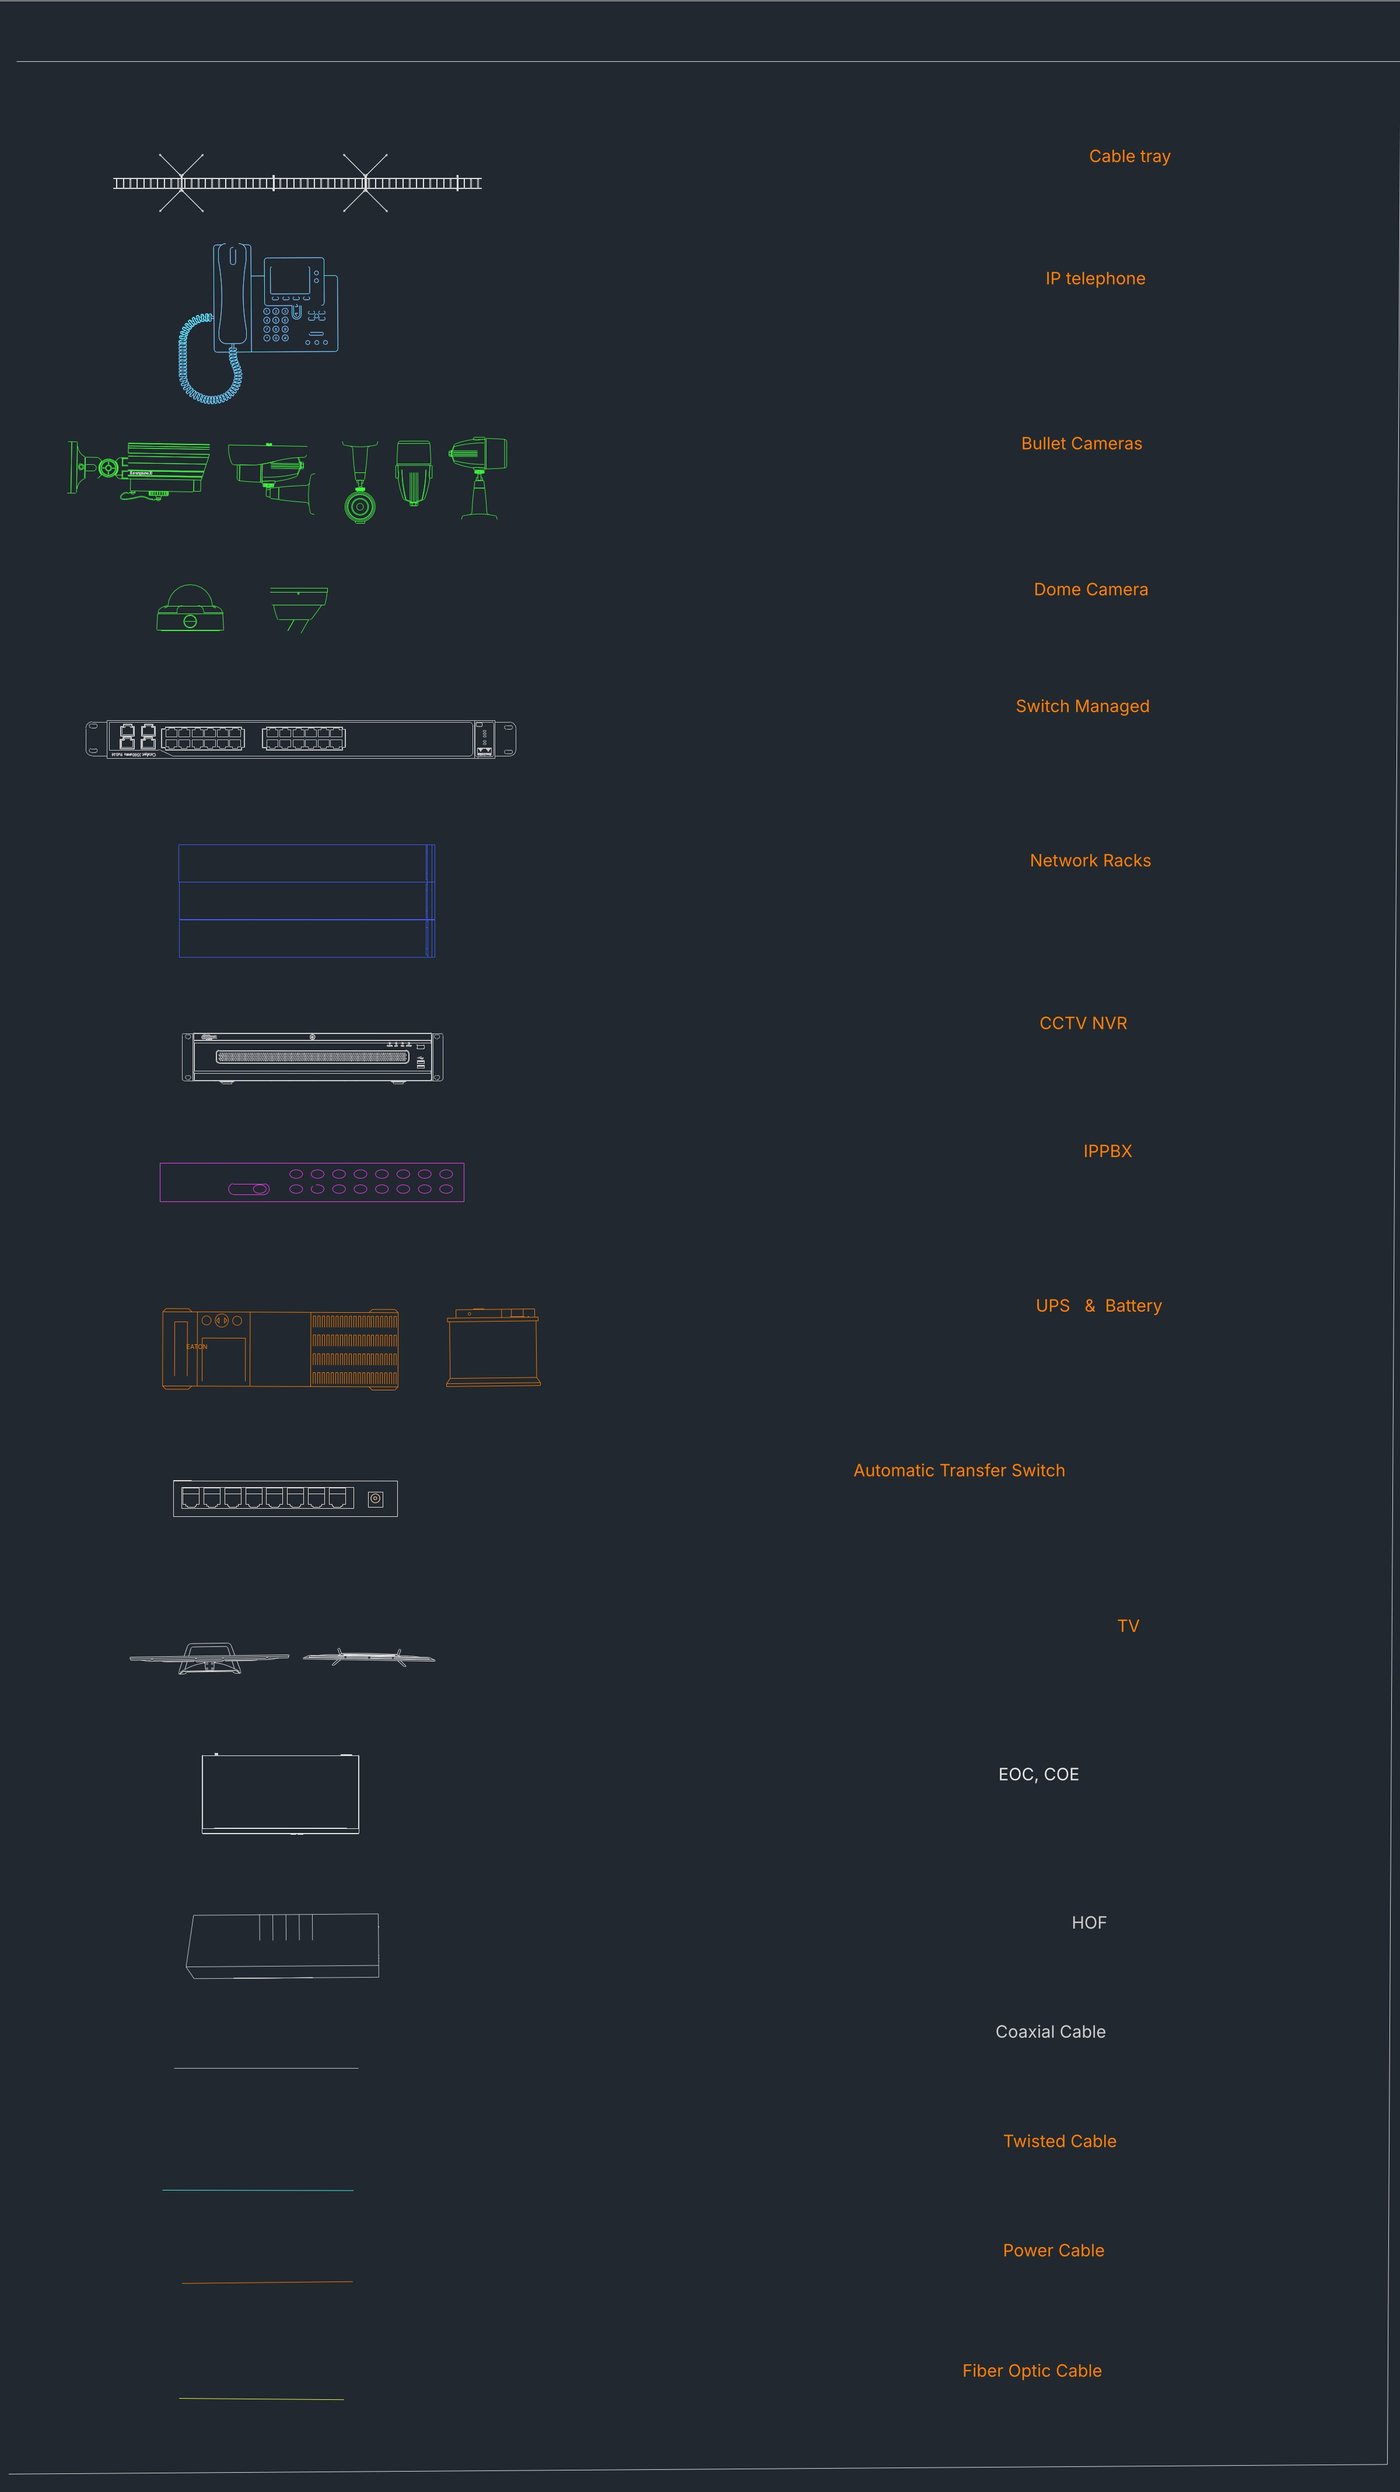 Cable tray
IP telephone
Bullet Cameras
Dome Camera
Switch Managed
Network Racks
CCTV NVR
IPPBX
UPS & Battery
EATON
Automatic Transfer Switch
TV
EOC, COE
HOF
Coaxial Cable
Twisted Cable
Power Cable
Fiber Optic Cable